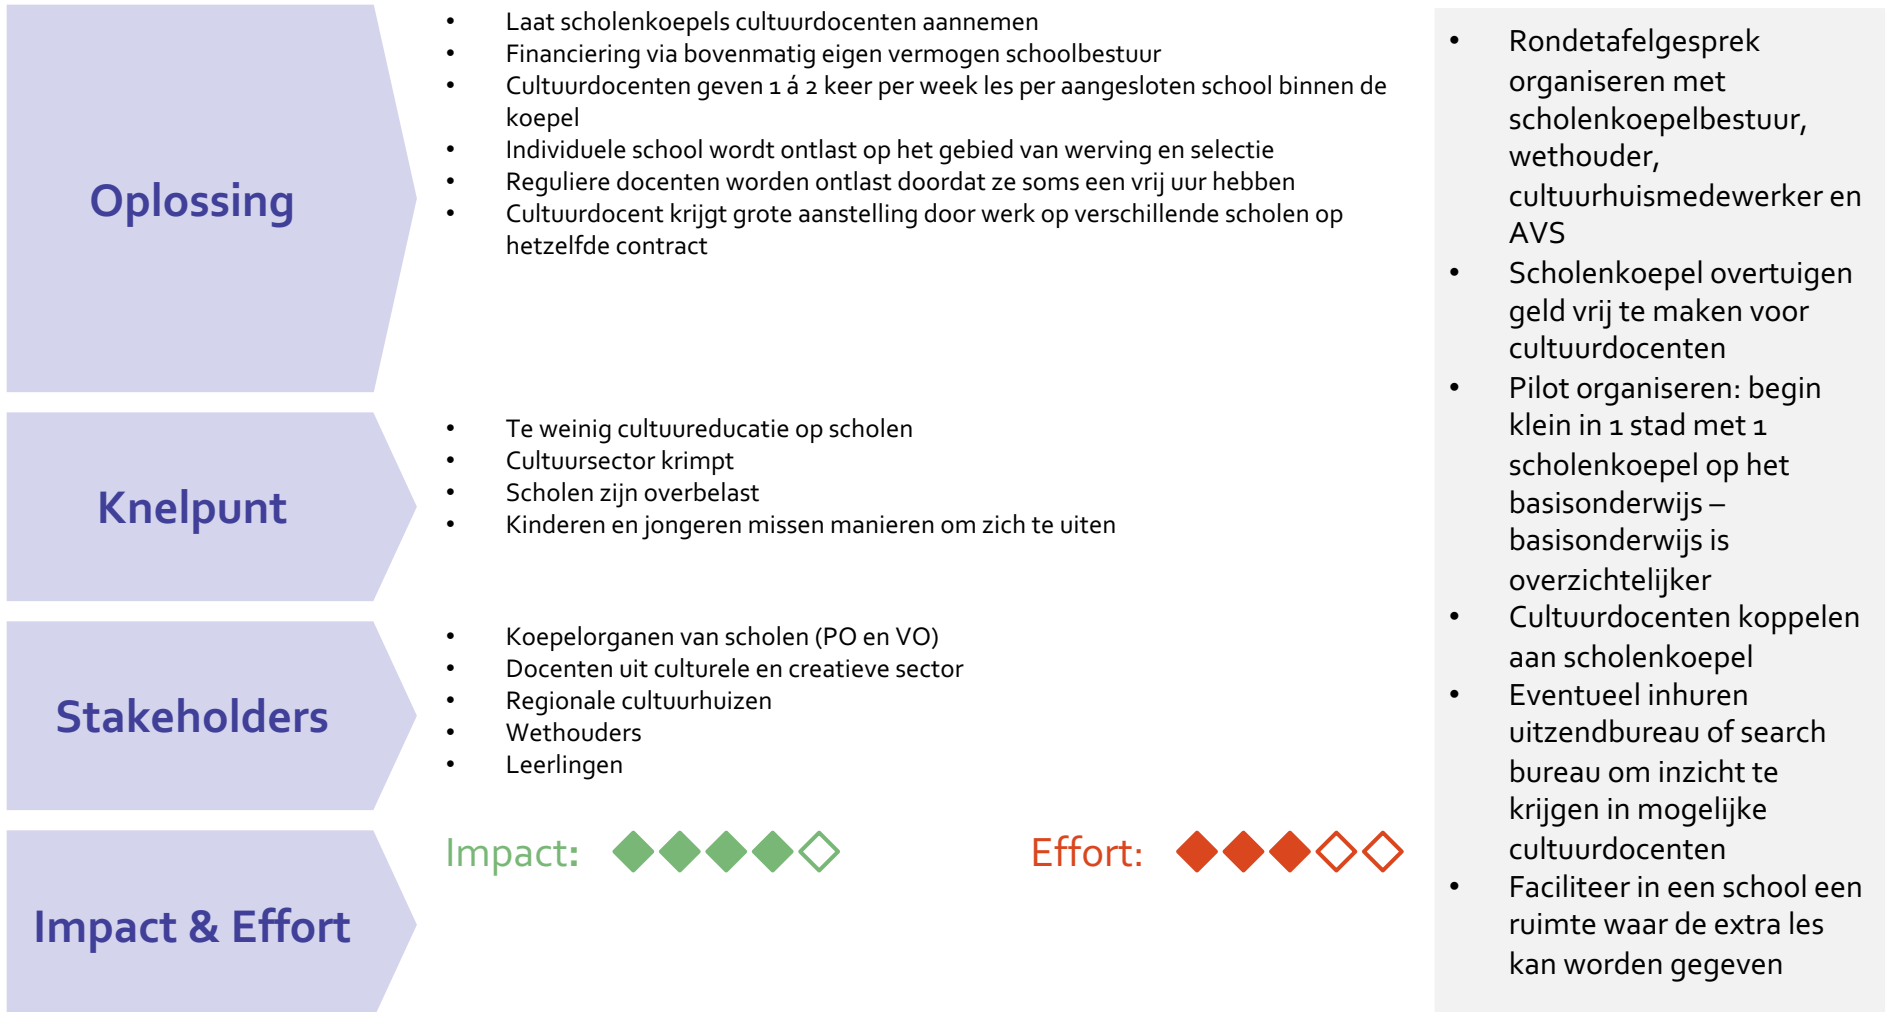 Oplossing
• Laat scholenkoepels cultuurdocenten aannemen
• Financiering via bovenmatig eigen vermogen schoolbestuur
• Cultuurdocenten geven 1 á 2 keer per week les per aangesloten school binnen de
koepel
• Individuele school wordt ontlast op het gebied van werving en selectie
• Reguliere docenten worden ontlast doordat ze soms een vrij uur hebben
• Cultuurdocent krijgt grote aanstelling door werk op verschillende scholen op
hetzelfde contract
Knelpunt
• Te weinig cultuureducatie op scholen
• Cultuursector krimpt
• Scholen zijn overbelast
• Kinderen en jongeren missen manieren om zich te uiten
Stakeholders
• Koepelorganen van scholen (PO en VO)
• Docenten uit culturele en creatieve sector
• Regionale cultuurhuizen
• Wethouders
• Leerlingen
Impact & Effort
Impact:
Effort:
• Rondetafelgesprek
organiseren met
scholenkoepelbestuur,
wethouder,
cultuurhuismedewerker en
AVS
• Scholenkoepel overtuigen
geld vrij te maken voor
cultuurdocenten
• Pilot organiseren: begin
klein in 1 stad met 1
scholenkoepel op het
basisonderwijs –
basisonderwijs is
overzichtelijker
• Cultuurdocenten koppelen
aan scholenkoepel
• Eventueel inhuren
uitzendbureau of search
bureau om inzicht te
krijgen in mogelijke
cultuurdocenten
• Faciliteer in een school een
ruimte waar de extra les
kan worden gegeven